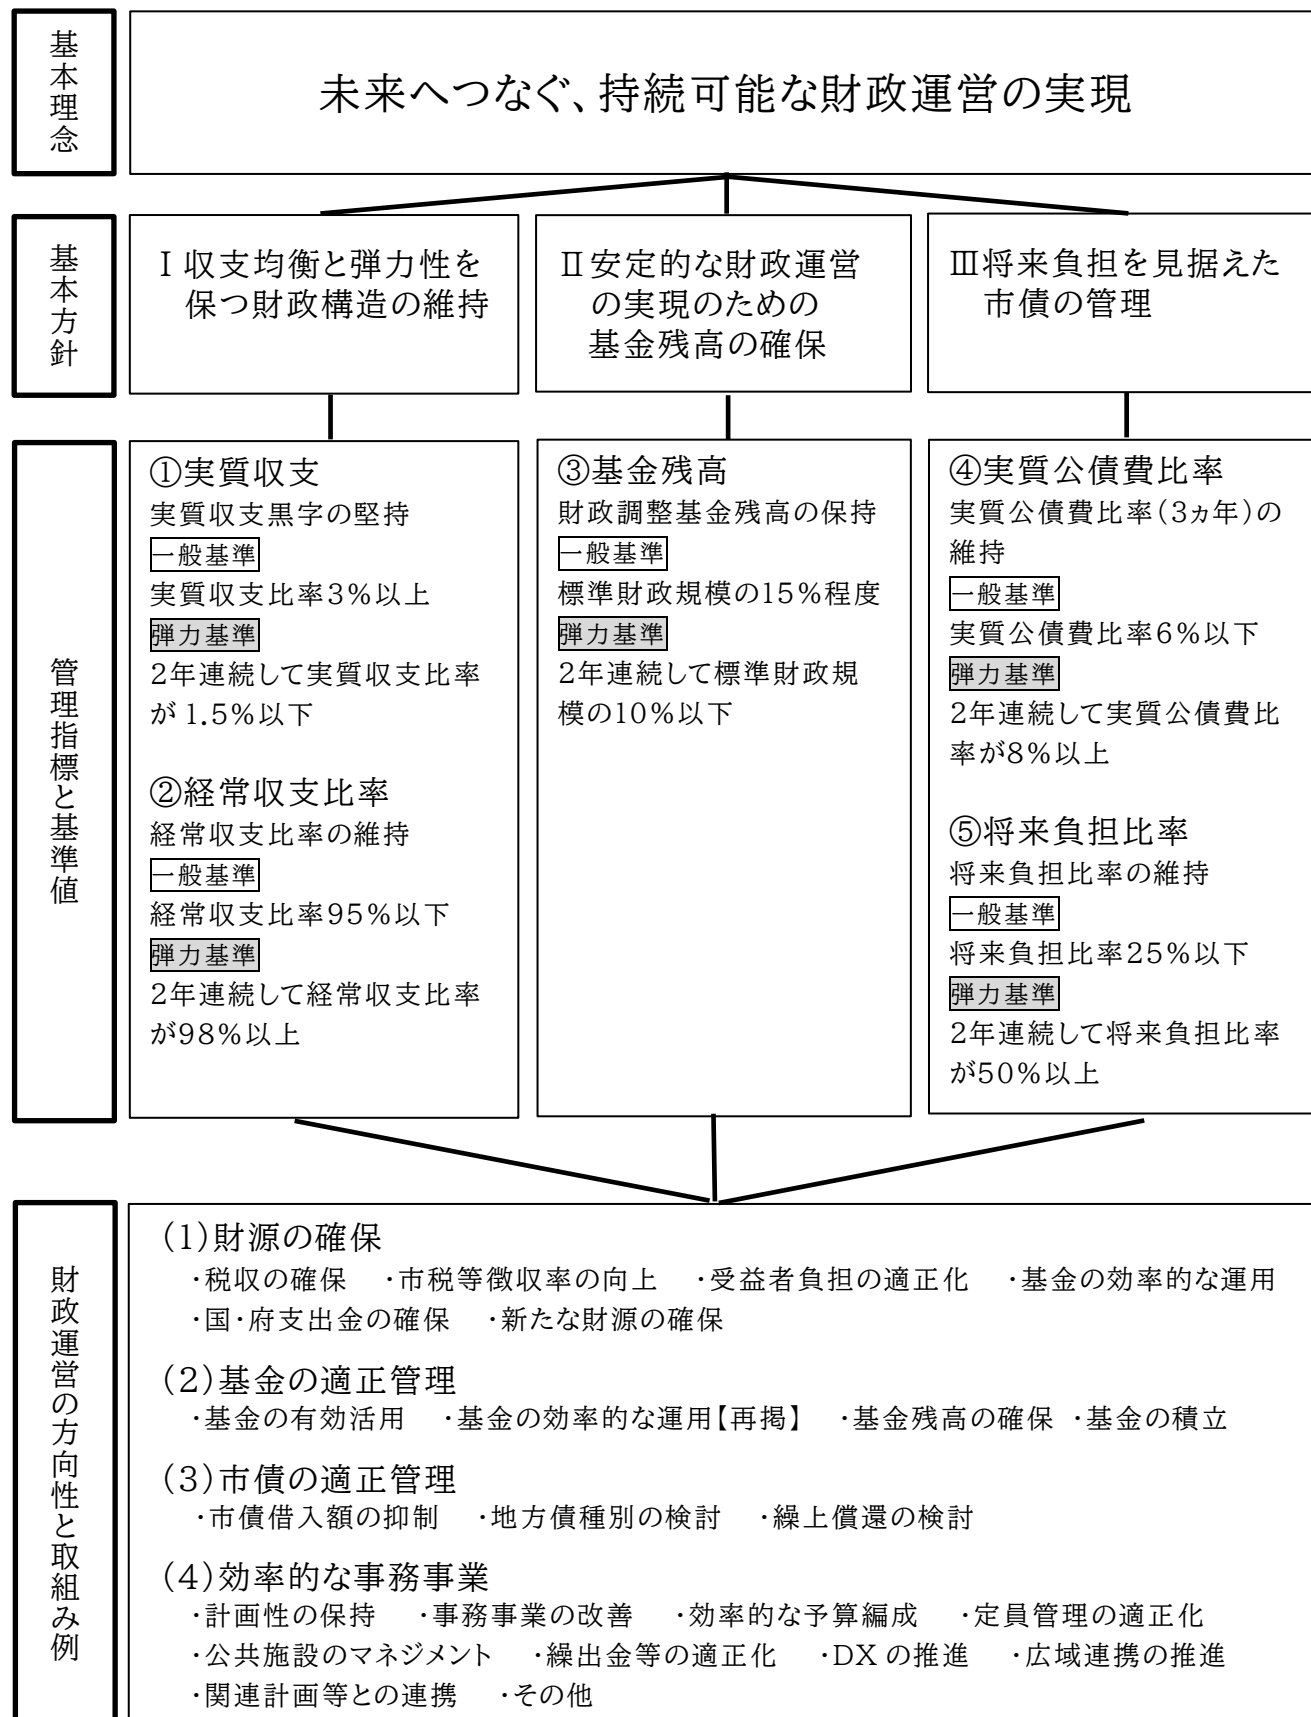 基本理念
未来へつなぐ、持続可能な財政運営の実現
基本方針
Ⅰ収支均衡と弾力性を
保つ財政構造の維持
Ⅱ安定的な財政運営
の実現のための
基金残高の確保
Ⅲ将来負担を見据えた
市債の管理
管理指標と基準値
①実質収支
実質収支黒字の堅持
一般基準
実質収支比率3%以上
弾力基準
2年連続して実質収支比率
が1.5%以下
②経常収支比率
経常収支比率の維持
一般基準
経常収支比率95%以下
弾力基準
2年連続して経常収支比率
が98%以上
③基金残高
財政調整基金残高の保持
一般基準
標準財政規模の15%程度
弾力基準
2年連続して標準財政規
模の10%以下
④実質公債費比率
実質公債費比率(3ヵ年)の
維持
一般基準
実質公債費比率6%以下
弾力基準
2年連続して実質公債費比
率が8%以上
⑤将来負担比率
将来負担比率の維持
一般基準
将来負担比率25%以下
弾力基準
2年連続して将来負担比率
が50%以上
財政運営の方向性と取組み例
(1)財源の確保
・税収の確保 ・市税等徴収率の向上 ・受益者負担の適正化 ・基金の効率的な運用
・国・府支出金の確保 ・新たな財源の確保
(2)基金の適正管理
・基金の有効活用 ・基金の効率的な運用【再掲】 ・基金残高の確保 ・基金の積立
(3)市債の適正管理
・市債借入額の抑制 ・地方債種別の検討 ・繰上償還の検討
(4)効率的な事務事業
・計画性の保持 ・事務事業の改善 ・効率的な予算編成 ・定員管理の適正化
・公共施設のマネジメント ・繰出金等の適正化 ・DXの推進 ・広域連携の推進
・関連計画等との連携 ・その他